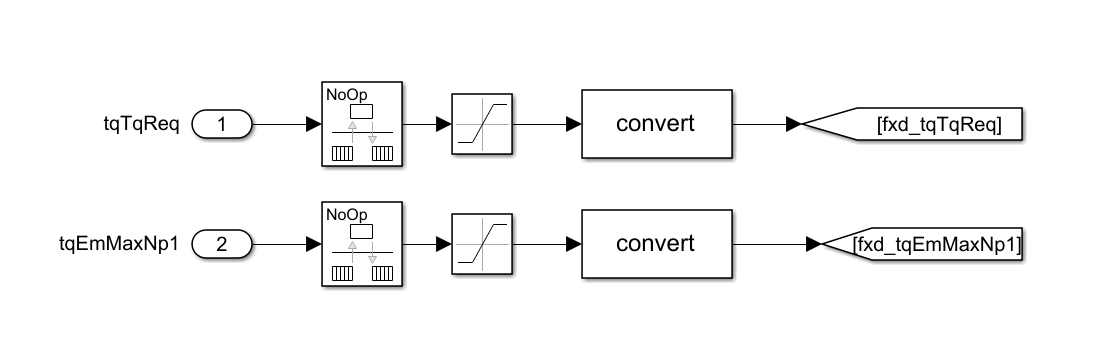 tqTqReq
1
NoOp
convert
[fxd_tqTqReq]
tqEmMaxNp1
2
NoOp
convert
[fxd_tqEmMaxNp1]